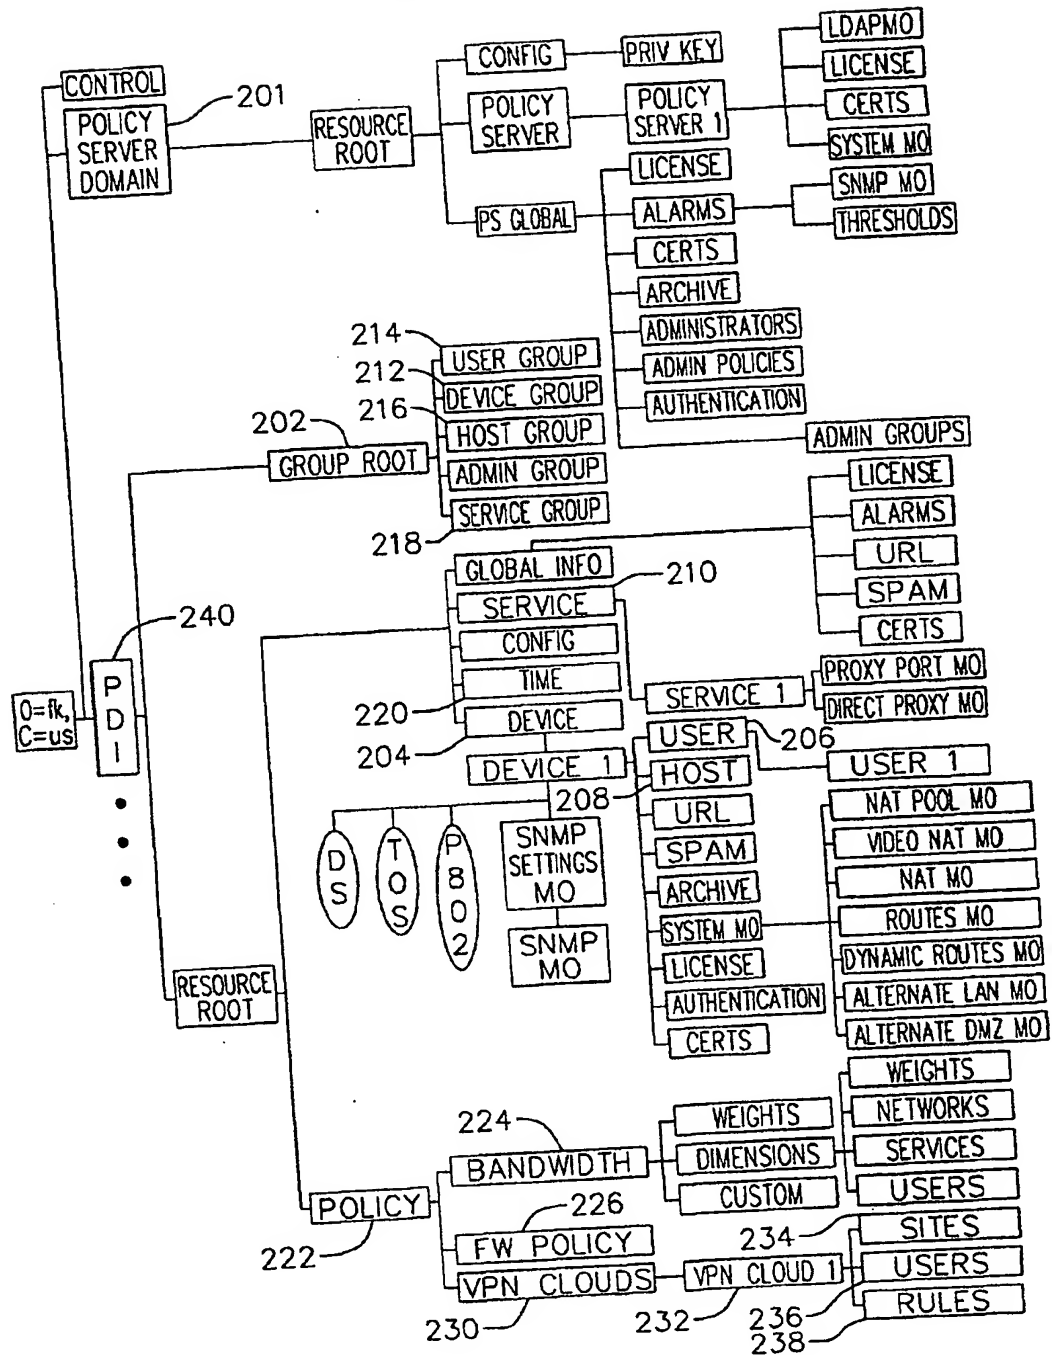 LDAPMO
CONFIG
PRIV KEY
LICENSE
CONTROL
201
POLICY
SERVER
DOMAIN
RESOURCE
ROOT
POLICY
SERVER
POLICY
SERVER 1
CERTS
SYSTEM MO
LICENSE
SNMP MO
PS GLOBAL
ALARMS
THRESHOLDS
CERTS
ARCHIVE
ADMINISTRATORS
ADMIN POLICIES
AUTHENTICATION
ADMIN GROUPS
214
USER GROUP
212
DEVICE GROUP
216
HOST GROUP
202
GROUP ROOT
ADMIN GROUP
SERVICE GROUP
218
LICENSE
ALARMS
URL
SPAM
CERTS
GLOBAL INFO
210
SERVICE
CONFIG
TIME
220
DEVICE
204
DEVICE 1
SERVICE 1
PROXY PORT MO
DIRECT PROXY MO
240
PDI
O=fk,
C=us
USER
206
USER 1
HOST
208
URL
SPAM
ARCHIVE
SYSTEM MO
LICENSE
AUTHENTICATION
CERTS
NAT POOL MO
VIDEO NAT MO
NAT MO
ROUTES MO
DYNAMIC ROUTES MO
ALTERNATE LAN MO
ALTERNATE DMZ MO
DS
TOS
P802
SNMP
SETTINGS
MO
SNMP
MO
RESOURCE
ROOT
224
BANDWIDTH
WEIGHTS
DIMENSIONS
CUSTOM
WEIGHTS
NETWORKS
SERVICES
USERS
POLICY
222
226
FW POLICY
VPN CLOUDS
230
VPN CLOUD 1
232
234
SITES
USERS
236
RULES
238